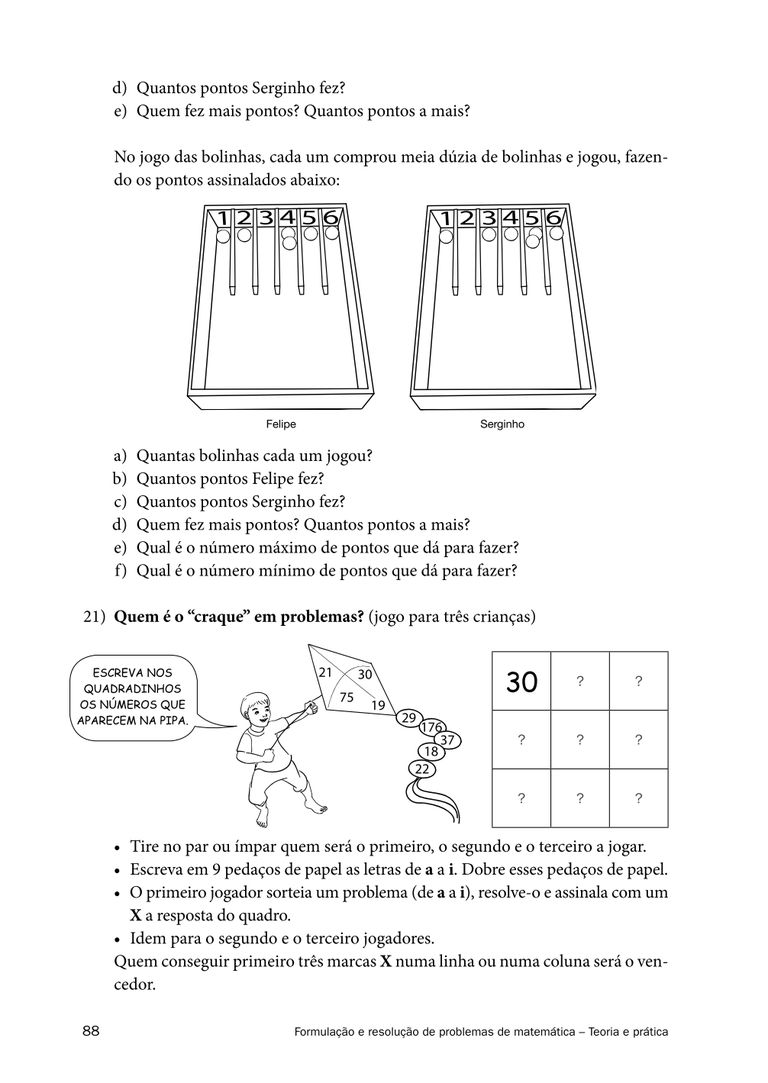 d) Quantos pontos Serginho fez?
e) Quem fez mais pontos? Quantos pontos a mais?
No jogo das bolinhas, cada um comprou meia dúzia de bolinhas e jogou, fazen-
do os pontos assinalados abaixo:
1 2 3 4 5 6
1 2 3 4 5 6
Felipe
Serginho
a) Quantas bolinhas cada um jogou?
b) Quantos pontos Felipe fez?
c) Quantos pontos Serginho fez?
d) Quem fez mais pontos? Quantos pontos a mais?
e) Qual é o número máximo de pontos que dá para fazer?
f) Qual é o número mínimo de pontos que dá para fazer?
21) Quem é o “craque” em problemas? (jogo para três crianças)
ESCREVA NOS
QUADRADINHOS
OS NÚMEROS QUE
APARECEM NA PIPA.
21 30
75
19
29
176
37
18
22
30 ? ?
? ? ?
? ? ?
• Tire no par ou ímpar quem será o primeiro, o segundo e o terceiro a jogar.
• Escreva em 9 pedaços de papel as letras de a a i. Dobre esses pedaços de papel.
• O primeiro jogador sorteia um problema (de a a i), resolve-o e assinala com um
X a resposta do quadro.
• Idem para o segundo e o terceiro jogadores.
Quem conseguir primeiro três marcas X numa linha ou numa coluna será o ven-
cedor.
88
Formulação e resolução de problemas de matemática – Teoria e prática